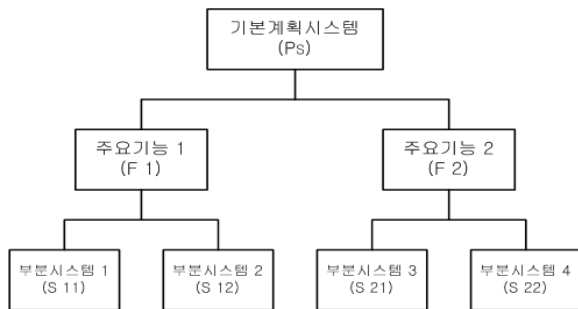 기본계획시스템
(Ps)
주요기능 1
(F 1)
주요기능 2
(F 2)
부분시스템 1
(S 11)
부분시스템 2
(S 12)
부분시스템 3
(S 21)
부분시스템 4
(S 22)